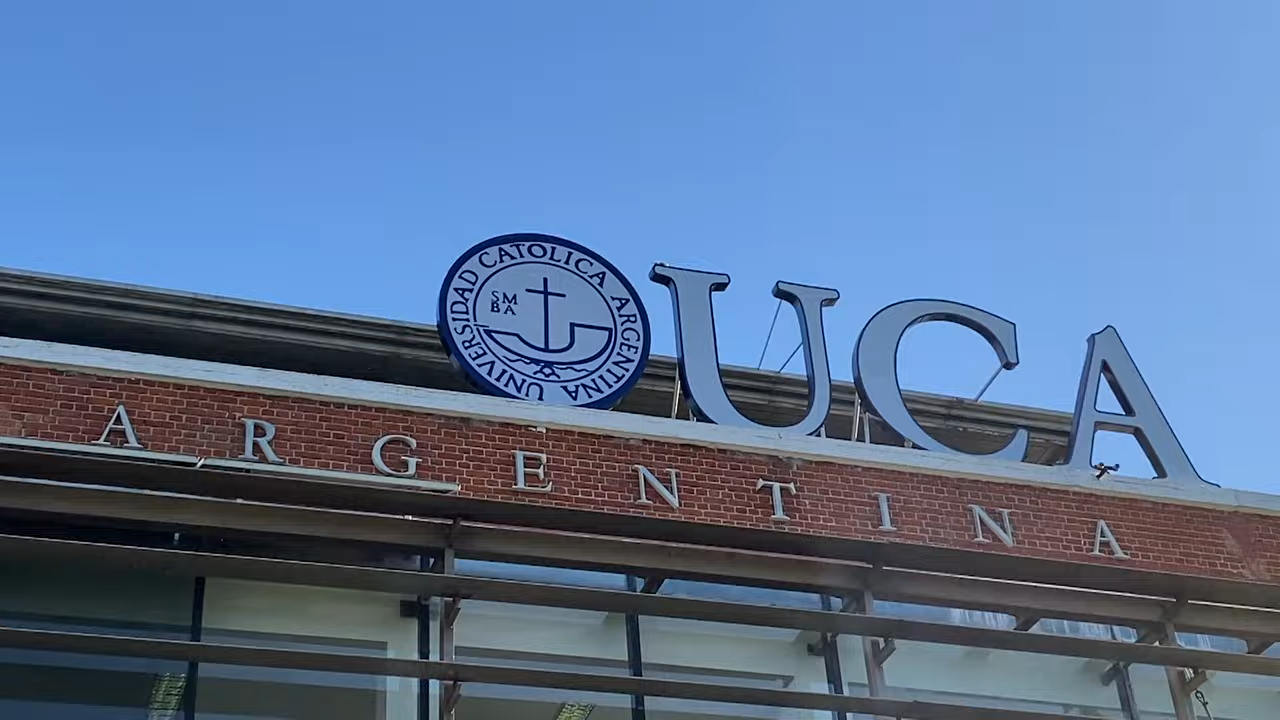 UNIVERSIDAD CATOLICA ARGENTINA
SM
BA
UCA
ARGENTINA